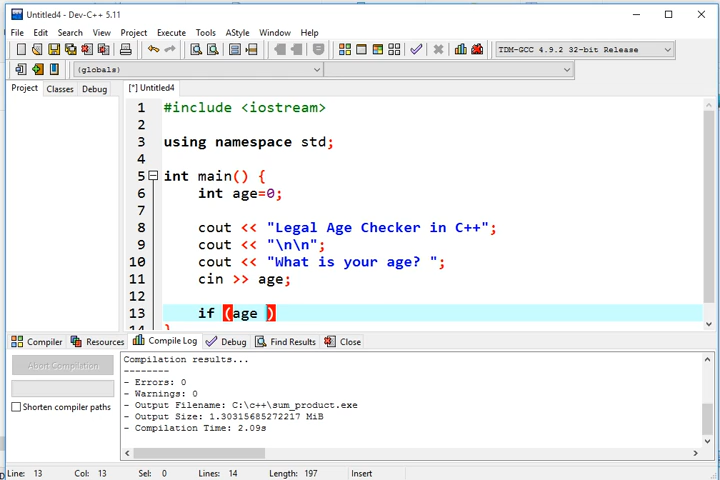 [*] Untitled4 - Dev-C++ 5.11
File Edit Search View Project Execute Tools AStyle Window Help
TDM-GCC 4.9.2 32-bit Release
(globals)
Project Classes Debug
[*] Untitled4
1 #include <iostream>
2
3 using namespace std;
4
5 int main() {
6 int age=0;
7
8 cout << "Legal Age Checker in C++";
9 cout << "\n\n";
10 cout << "What is your age? ";
11 cin >> age;
12
13 if (age )
14 }
Compiler Resources Compile Log Debug Find Results Close
Abort Compilation
Shorten compiler paths
Compilation results...
--------
- Errors: 0
- Warnings: 0
- Output Filename: C:\c++\sum_product.exe
- Output Size: 1.30315685272217 MiB
- Compilation Time: 2.09s
Line: 13 Col: 13 Sel: 0 Lines: 14 Length: 197 Insert